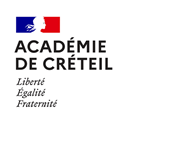 ACADÉMIE
DE CRÉTEIL
Liberté
Égalité
Fraternité